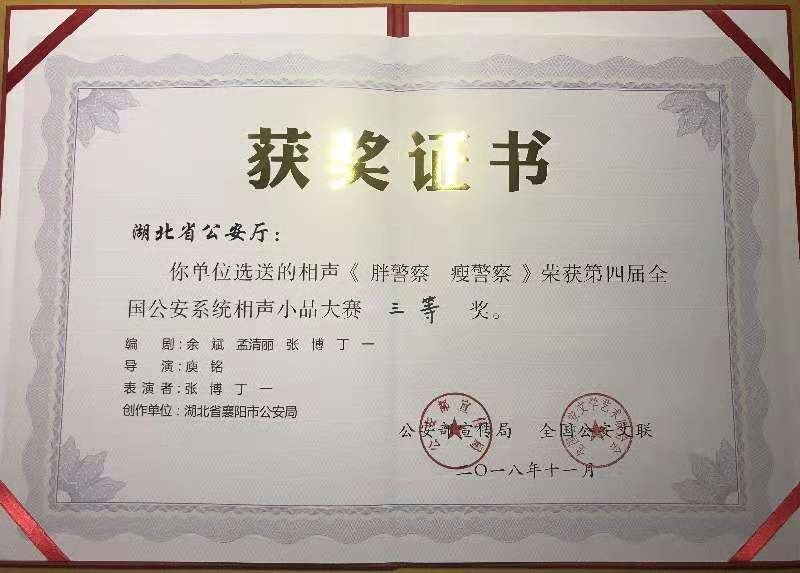 获奖证书
湖北省公安厅：
你单位选送的相声《 胖警察 瘦警察 》荣获第四届全
国公安系统相声小品大赛 三等 奖。
编 剧：余 斌 孟清丽 张 博 丁 一
导 演：庾 铭
表演者：张 博 丁 一
创作单位：湖北省襄阳市公安局
公安部宣传局 全国公安文联
二〇一八年十一月